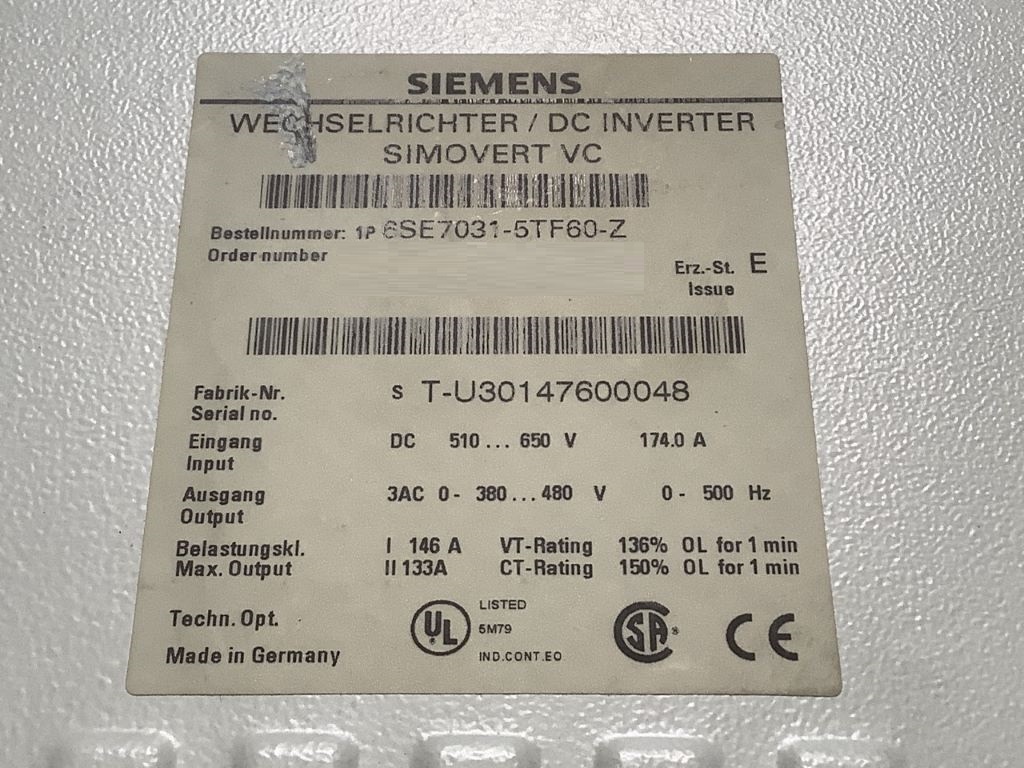 SIEMENS
WECHSELRICHTER / DC INVERTER
SIMOVERT VC
Bestellnummer: 1P 6SE7031-5TF60-Z
Order number
Erz.-St. E
Issue
Fabrik-Nr. S T-U30147600048
Serial no.
Eingang DC 510... 650 V 174.0 A
Input
Ausgang 3AC 0- 380...480 V 0- 500 Hz
Output
Belastungskl. I 146 A VT-Rating 136% OL for 1 min
Max. Output II 133A CT-Rating 150% OL for 1 min
Techn. Opt.
Made in Germany
UL
LISTED
5M79
IND.CONT.EQ
SA ®
CE